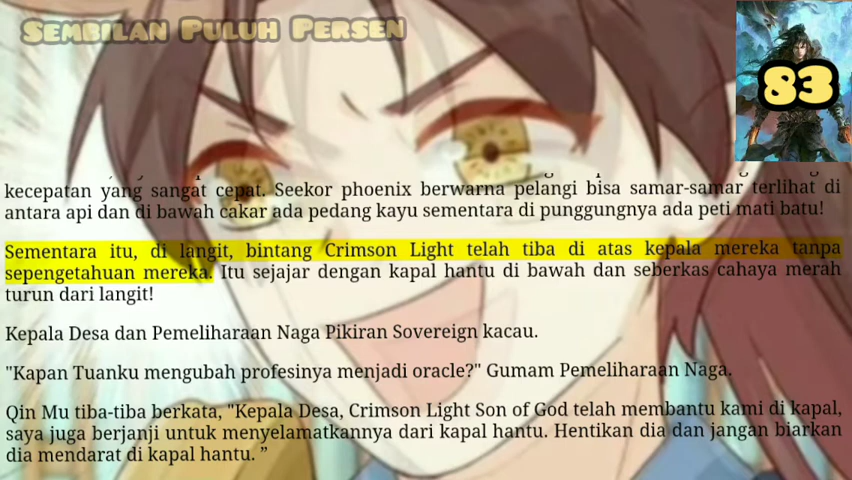 Sembilan Puluh Persen
83
kecepatan yang sangat cepat. Seekor phoenix berwarna pelangi bisa samar-samar terlihat di
antara api dan di bawah cakar ada pedang kayu sementara di punggungnya ada peti mati batu!
Sementara itu, di langit, bintang Crimson Light telah tiba di atas kepala mereka tanpa
sepengetahuan mereka. Itu sejajar dengan kapal hantu di bawah dan seberkas cahaya merah
turun dari langit!
Kepala Desa dan Pemeliharaan Naga Pikiran Sovereign kacau.
"Kapan Tuanku mengubah profesinya menjadi oracle?" Gumam Pemeliharaan Naga.
Qin Mu tiba-tiba berkata, "Kepala Desa, Crimson Light Son of God telah membantu kami di kapal,
saya juga berjanji untuk menyelamatkannya dari kapal hantu. Hentikan dia dan jangan biarkan
dia mendarat di kapal hantu. ”